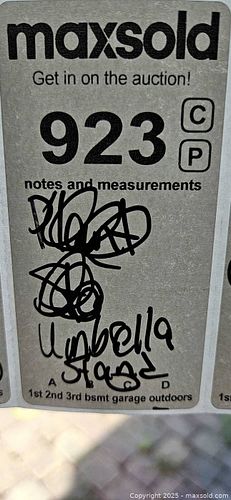 maxsold
Get in on the auction!
923
C
P
notes and measurements
Umbrella
Stand
A B C D
1st 2nd 3rd bsmt garage outdoors
1s
Copyright © 2025 - maxsold.com